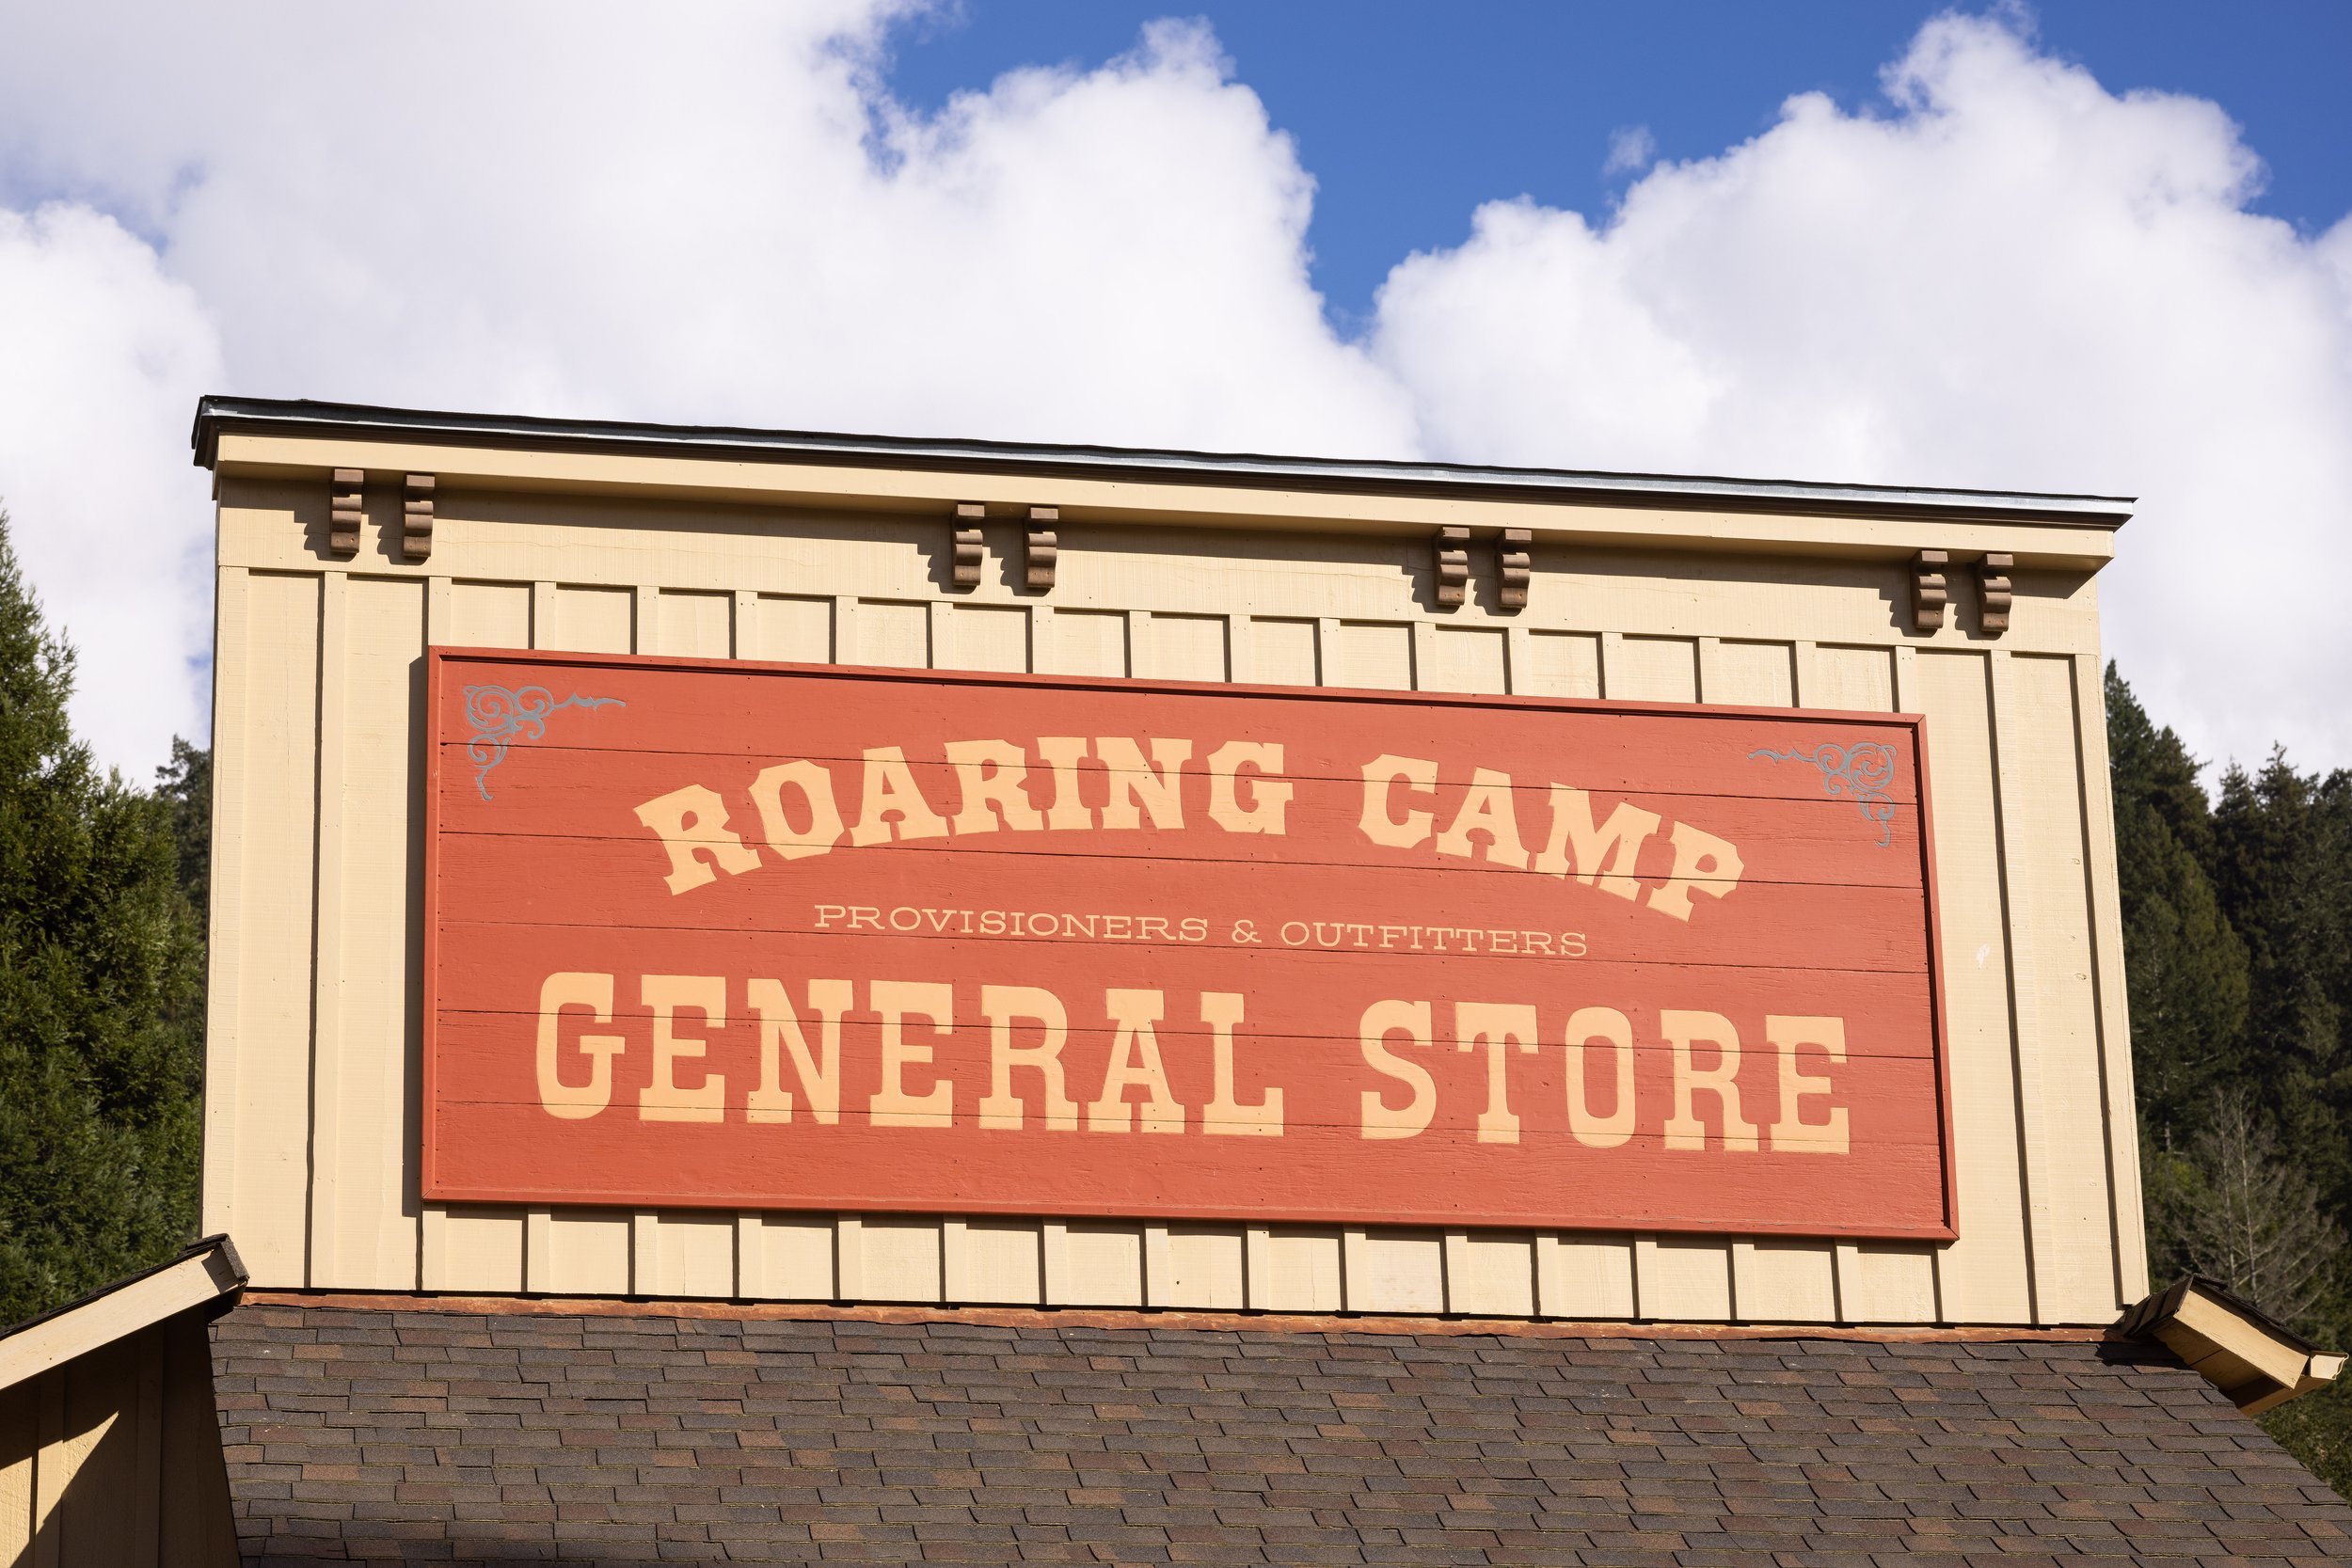 ROARING CAMP
PROVISIONERS & OUTFITTERS
GENERAL STORE